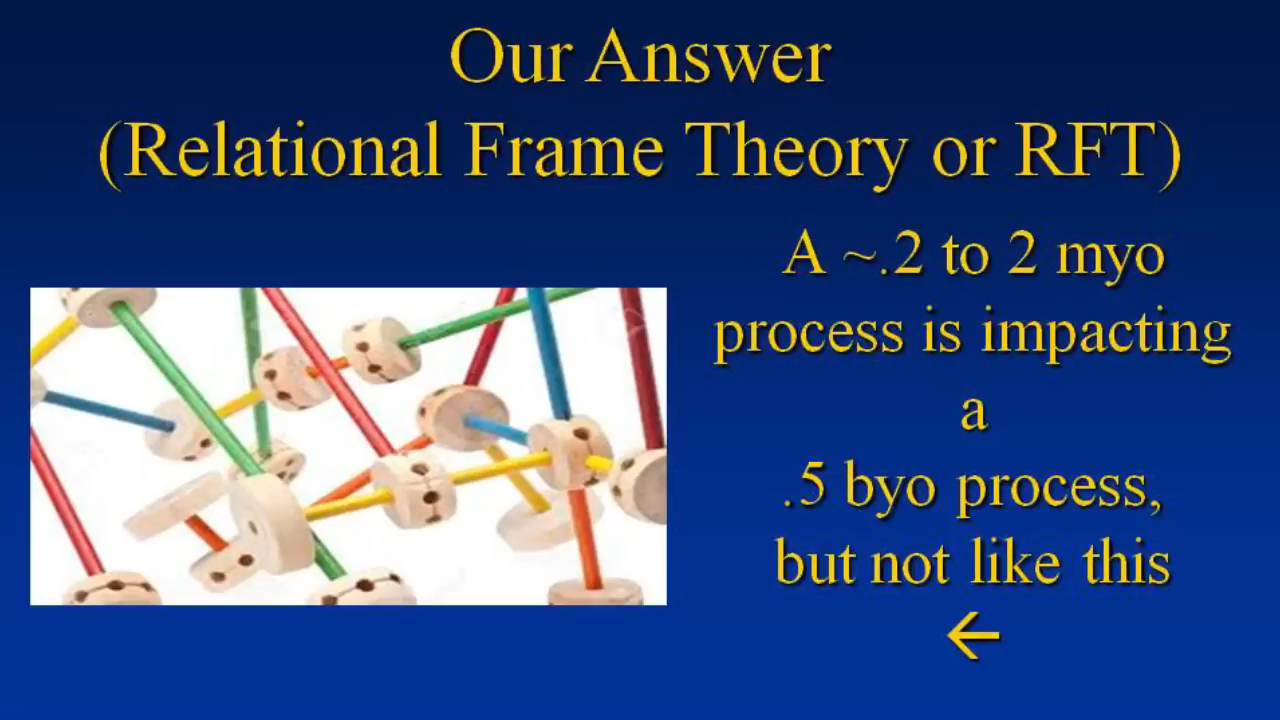 Our Answer
(Relational Frame Theory or RFT)
A ~.2 to 2 myo
process is impacting
a
.5 byo process,
but not like this
←